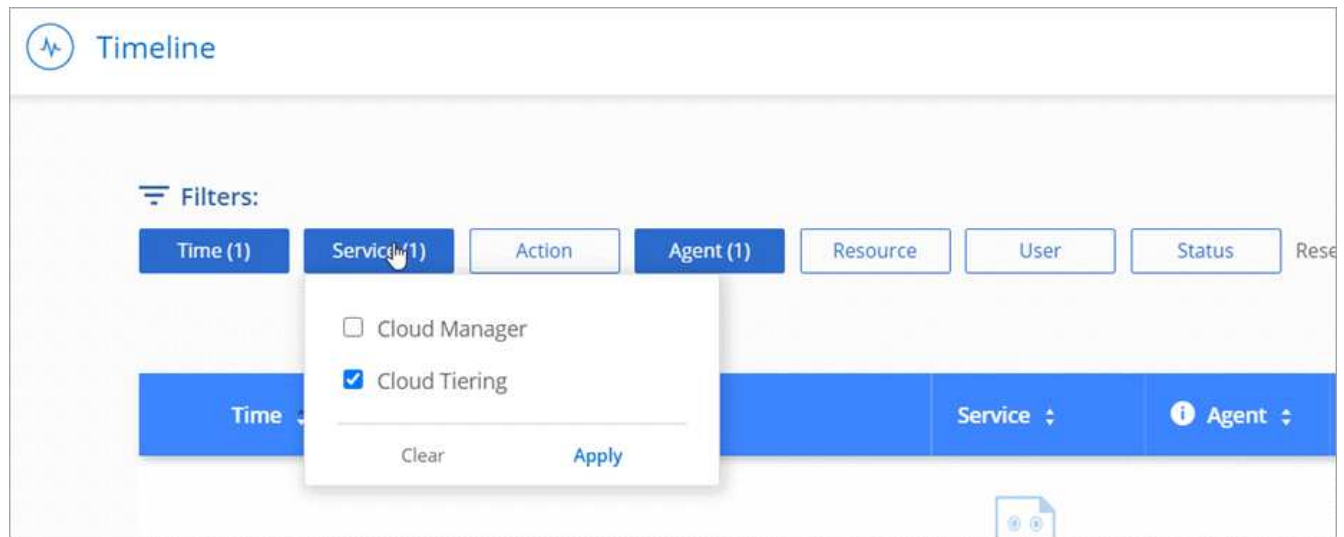 Timeline
Filters:
Time (1) Service (1) Action Agent (1) Resource User Status Rese
Cloud Manager
Cloud Tiering
Time Service Agent
Clear Apply